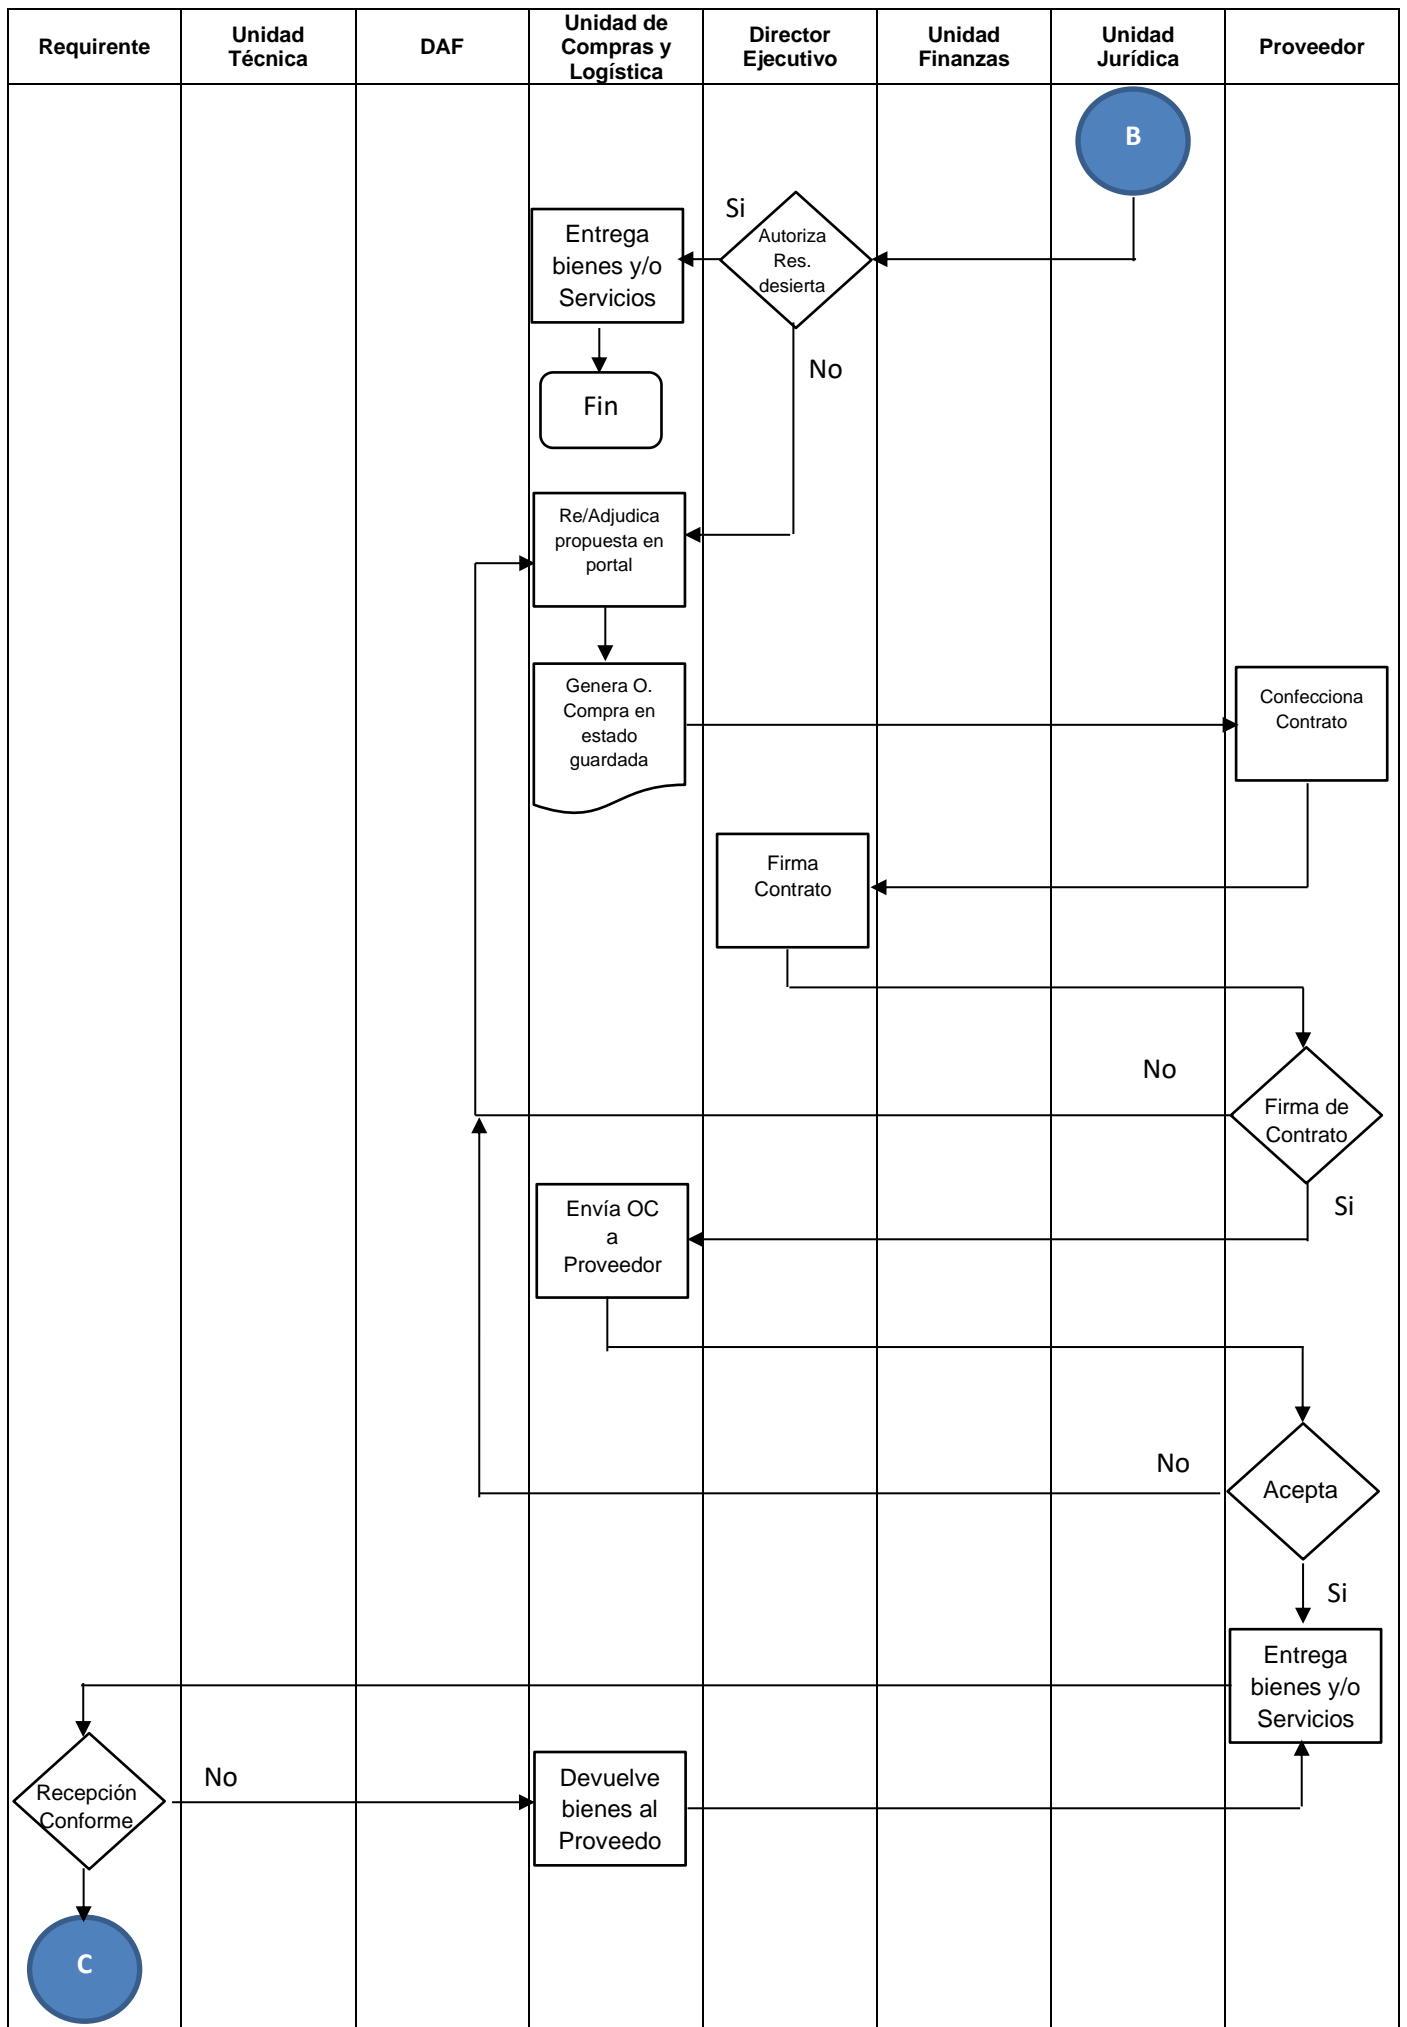 Requirente
Unidad
Técnica
DAF
Unidad de
Compras y
Logística
Director
Ejecutivo
Unidad
Finanzas
Unidad
Jurídica
Proveedor
B
Si
Entrega
bienes y/o
Servicios
Autoriza
Res.
desierta
No
Fin
Re/Adjudica
propuesta en
portal
Genera O.
Compra en
estado
guardada
Confecciona
Contrato
Firma
Contrato
No
Firma de
Contrato
Si
Envía OC
a
Proveedor
No
Acepta
Si
Entrega
bienes y/o
Servicios
Recepción
Conforme
No
Devuelve
bienes al
Proveedo
C